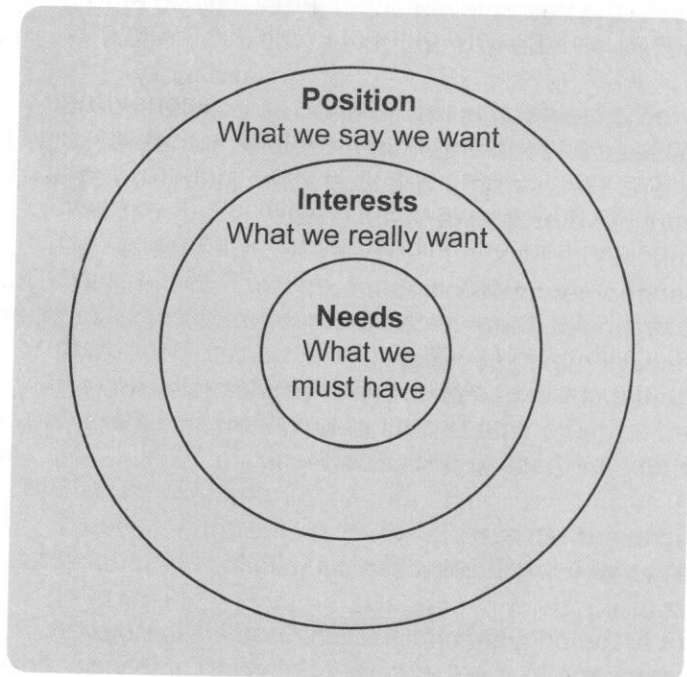 Position
What we say we want
Interests
What we really want
Needs
What we
must have